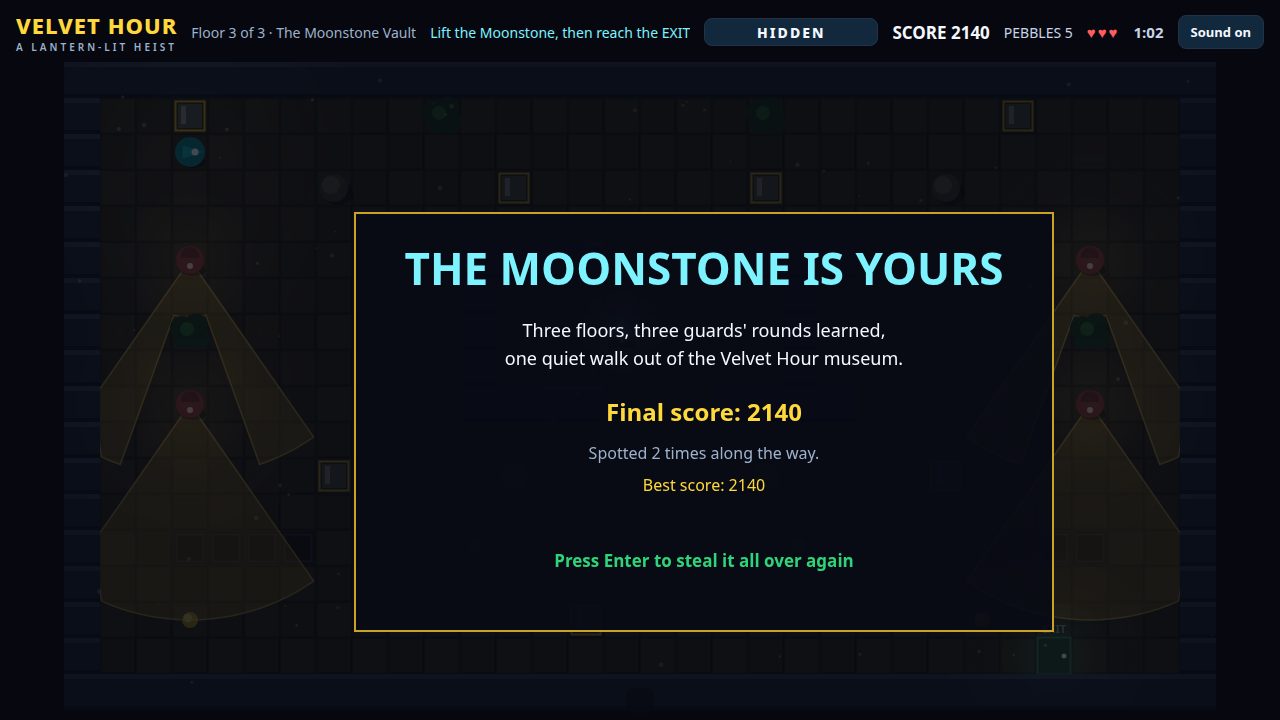 VELVET HOUR
A LANTERN-LIT HEIST
Floor 3 of 3 · The Moonstone Vault
Lift the Moonstone, then reach the EXIT
HIDDEN
SCORE 2140
PEBBLES 5
♥♥♥
1:02
Sound on
THE MOONSTONE IS YOURS
Three floors, three guards' rounds learned,
one quiet walk out of the Velvet Hour museum.
Final score: 2140
Spotted 2 times along the way.
Best score: 2140
Press Enter to steal it all over again